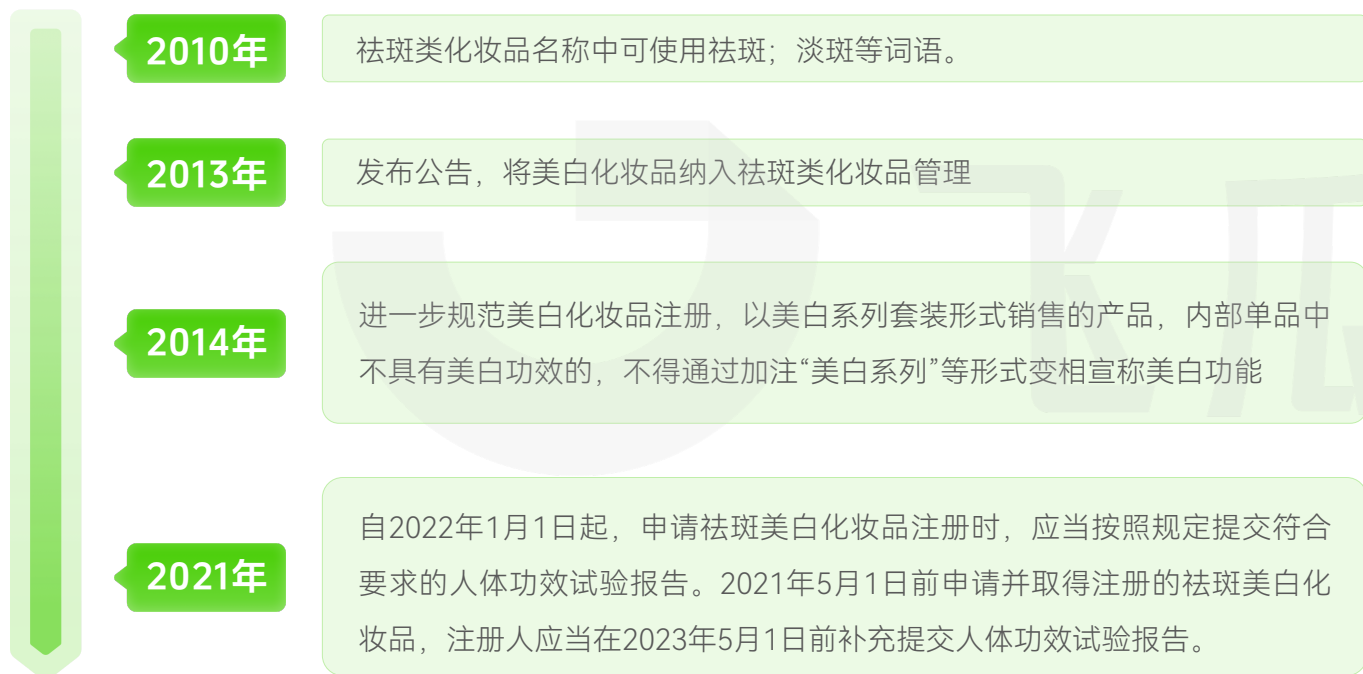 2010年
祛斑类化妆品名称中可使用祛斑；淡斑等词语。
2013年
发布公告，将美白化妆品纳入祛斑类化妆品管理
2014年
进一步规范美白化妆品注册，以美白系列套装形式销售的产品，内部单品中
不具有美白功效的，不得通过加注“美白系列”等形式变相宣称美白功能
2021年
自2022年1月1日起，申请祛斑美白化妆品注册时，应当按照规定提交符合
要求的人体功效试验报告。2021年5月1日前申请并取得注册的祛斑美白化
妆品，注册人应当在2023年5月1日前补充提交人体功效试验报告。
飞瓜